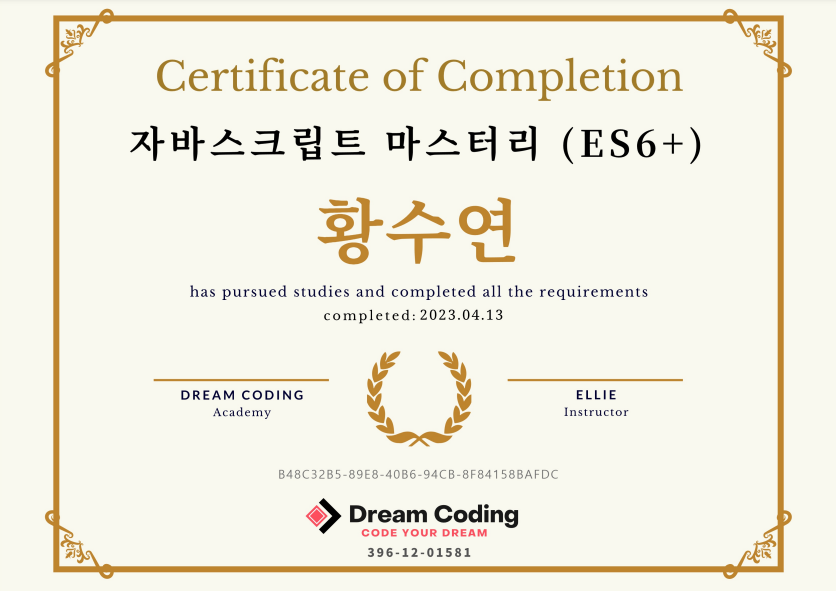 Certificate of Completion
자바스크립트 마스터리 (ES6+)
황수연
has pursued studies and completed all the requirements
completed: 2023.04.13
DREAM CODING
Academy
ELLIE
Instructor
B48C32B5-89E8-40B6-94CB-8F84158BAFDC
Dream Coding
CODE YOUR DREAM
396-12-01581